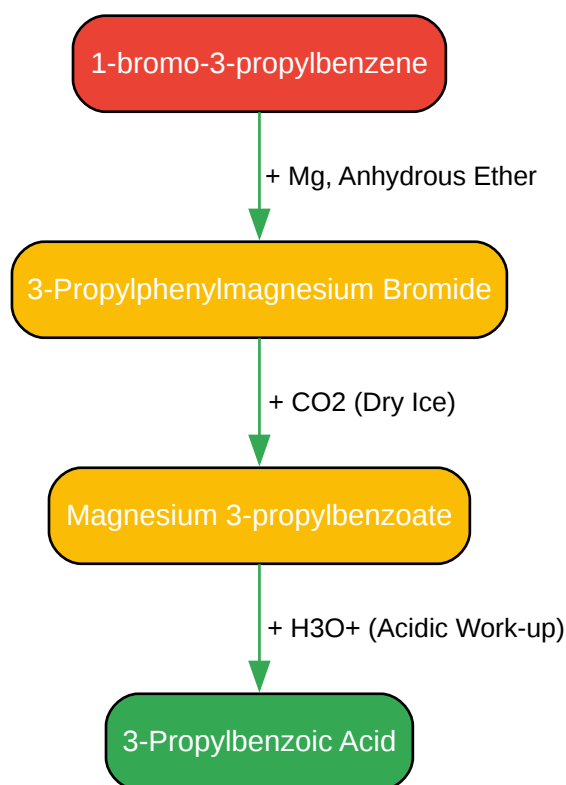 1-bromo-3-propylbenzene
+ Mg, Anhydrous Ether
3-Propylphenylmagnesium Bromide
+ CO2 (Dry Ice)
Magnesium 3-propylbenzoate
+ H3O+ (Acidic Work-up)
3-Propylbenzoic Acid